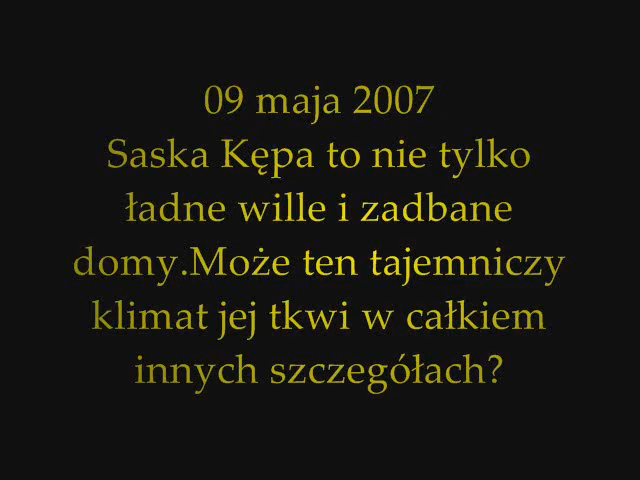 09 maja 2007
Saska Kępa to nie tylko
ładne wille i zadbane
domy.Może ten tajemniczy
klimat jej tkwi w całkiem
innych szczegółach?